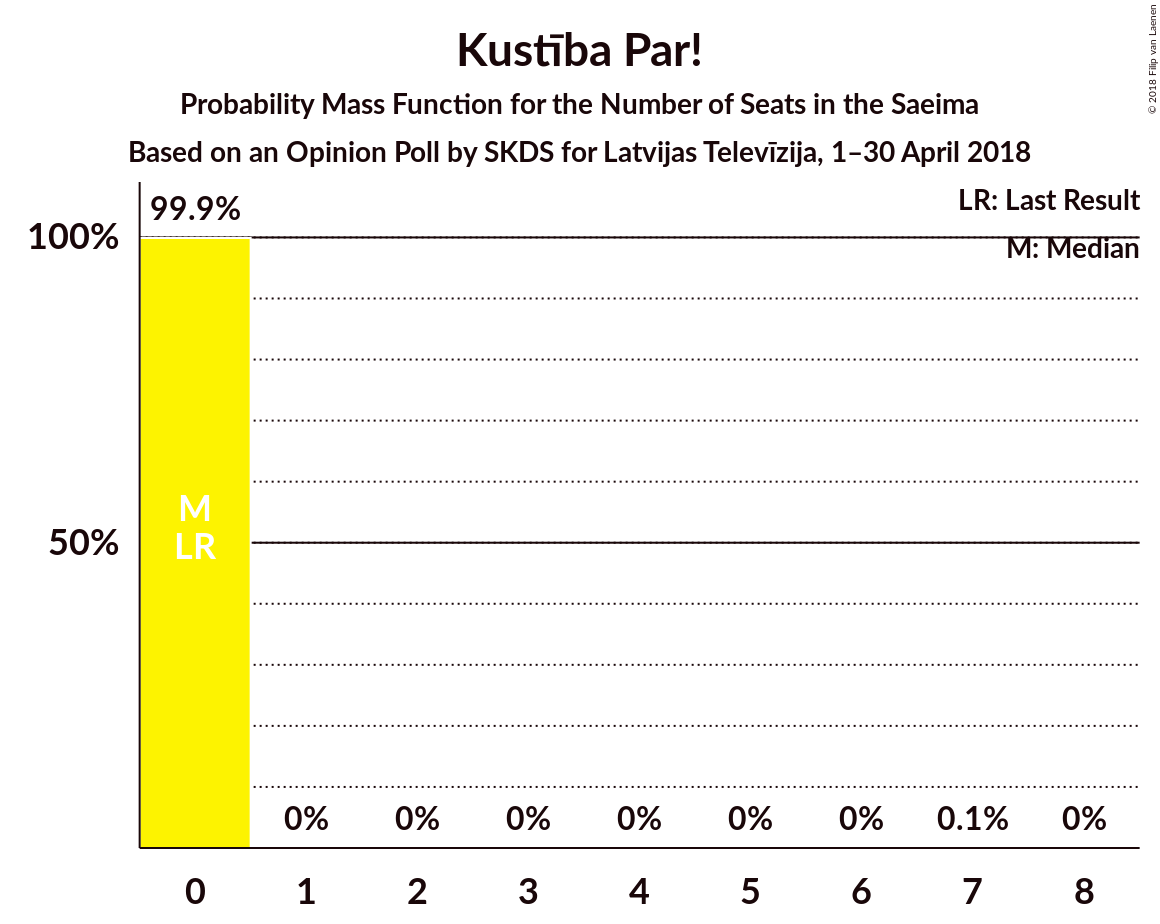 Kustība Par!
Probability Mass Function for the Number of Seats in the Saeima
Based on an Opinion Poll by SKDS for Latvijas Televīzija, 1–30 April 2018
© 2018 Filip van Laenen
LR: Last Result
M: Median
99.9%
100%
50%
M
LR
0% 0% 0% 0% 0% 0% 0.1% 0%
0 1 2 3 4 5 6 7 8